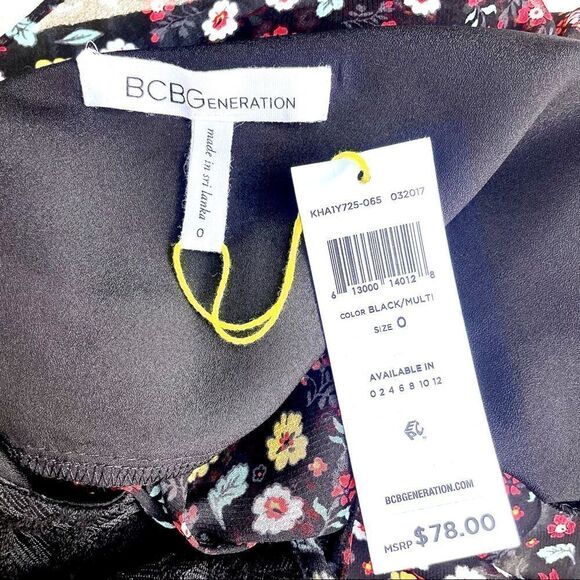 BCBGENERATION
made in sri lanka
0
KHA1Y725-065 032017
6 13000 14012 8
COLOR BLACK/MULTI
SIZE 0
AVAILABLE IN
0 2 4 6 8 10 12
BCBGENERATION.COM
MSRP $78.00